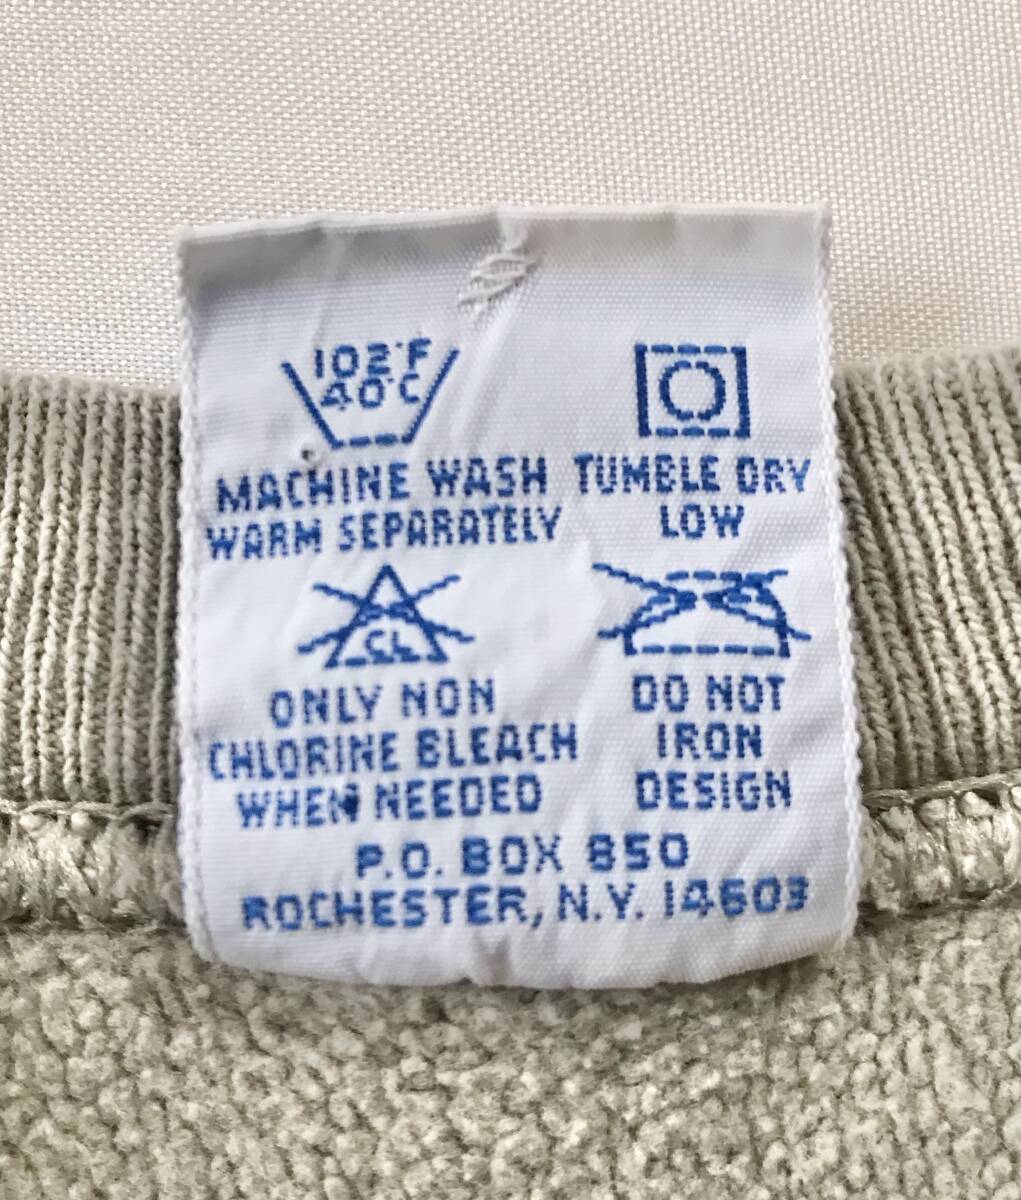 102°F
40°C
MACHINE WASH
WARM SEPARATELY
TUMBLE DRY
LOW
CL
ONLY NON
CHLORINE BLEACH
WHEN NEEDED
DO NOT
IRON
DESIGN
P.O. BOX 850
ROCHESTER, N.Y. 14603